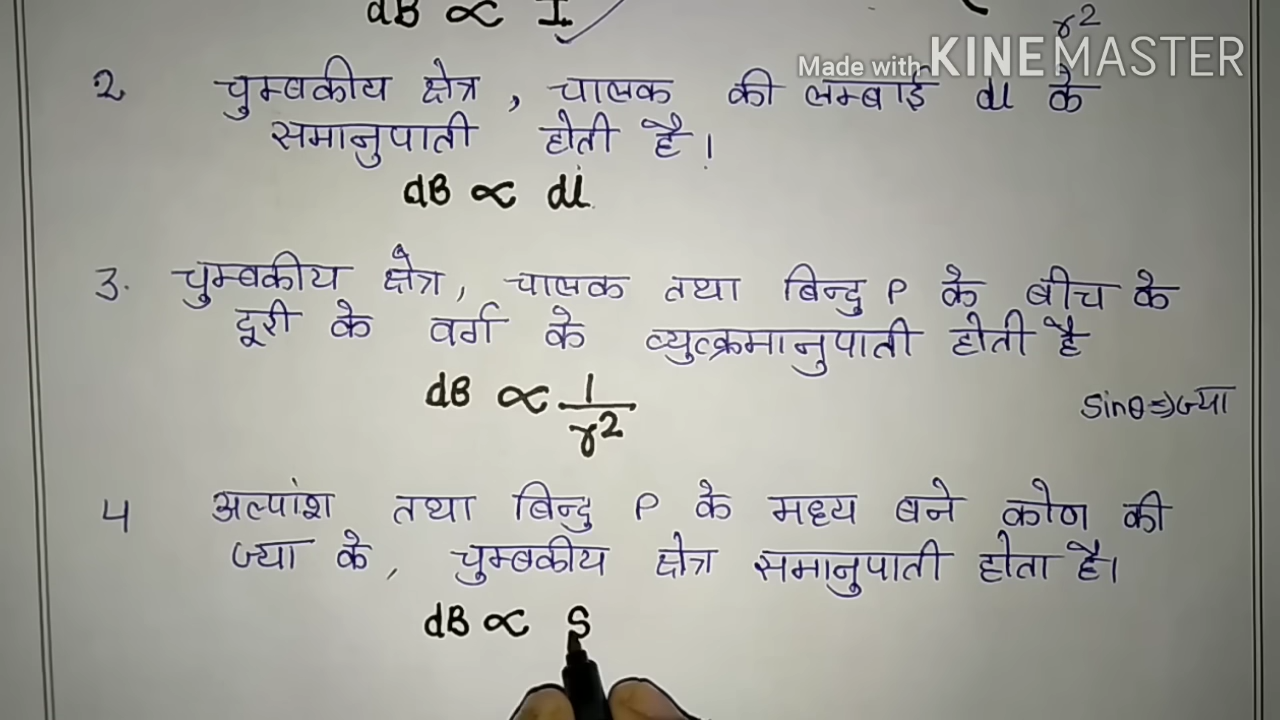 dB ∝ I
r²
Made with KINEMASTER
2 चुम्बकीय क्षेत्र , चालक की लम्बाई dl के
समानुपाती होती है।
dB ∝ dl
3. चुम्बकीय क्षेत्र, चालक तथा बिन्दु P के बीच के
दूरी के वर्ग के व्युत्क्रमानुपाती होती है
dB ∝ 1/r²
sinθ⇒ज्या
4 अल्पांश तथा बिन्दु P के मध्य बने कोण की
ज्या के, चुम्बकीय क्षेत्र समानुपाती होता है।
dB ∝ S